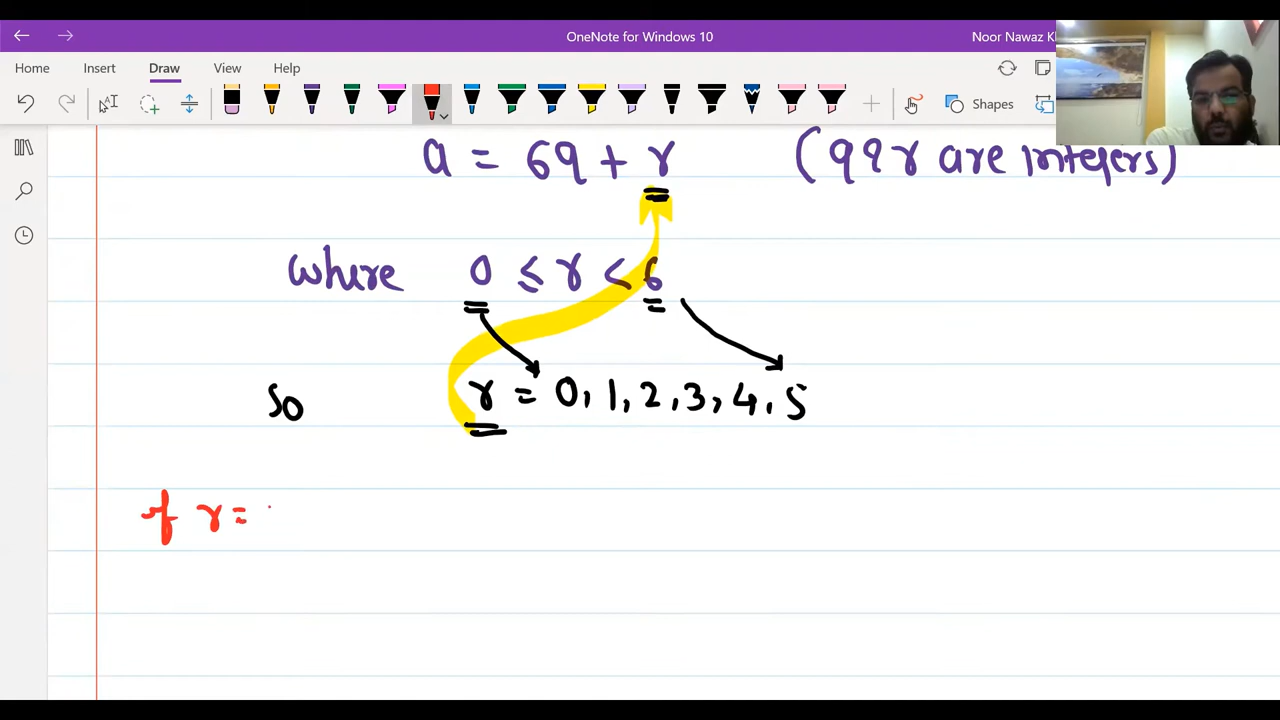 OneNote for Windows 10
Noor Nawaz Kh
Home Insert Draw View Help
Shapes
a = 6q + r (q & r are integers)
where 0 ≤ r < 6
So r = 0, 1, 2, 3, 4, 5
if r =